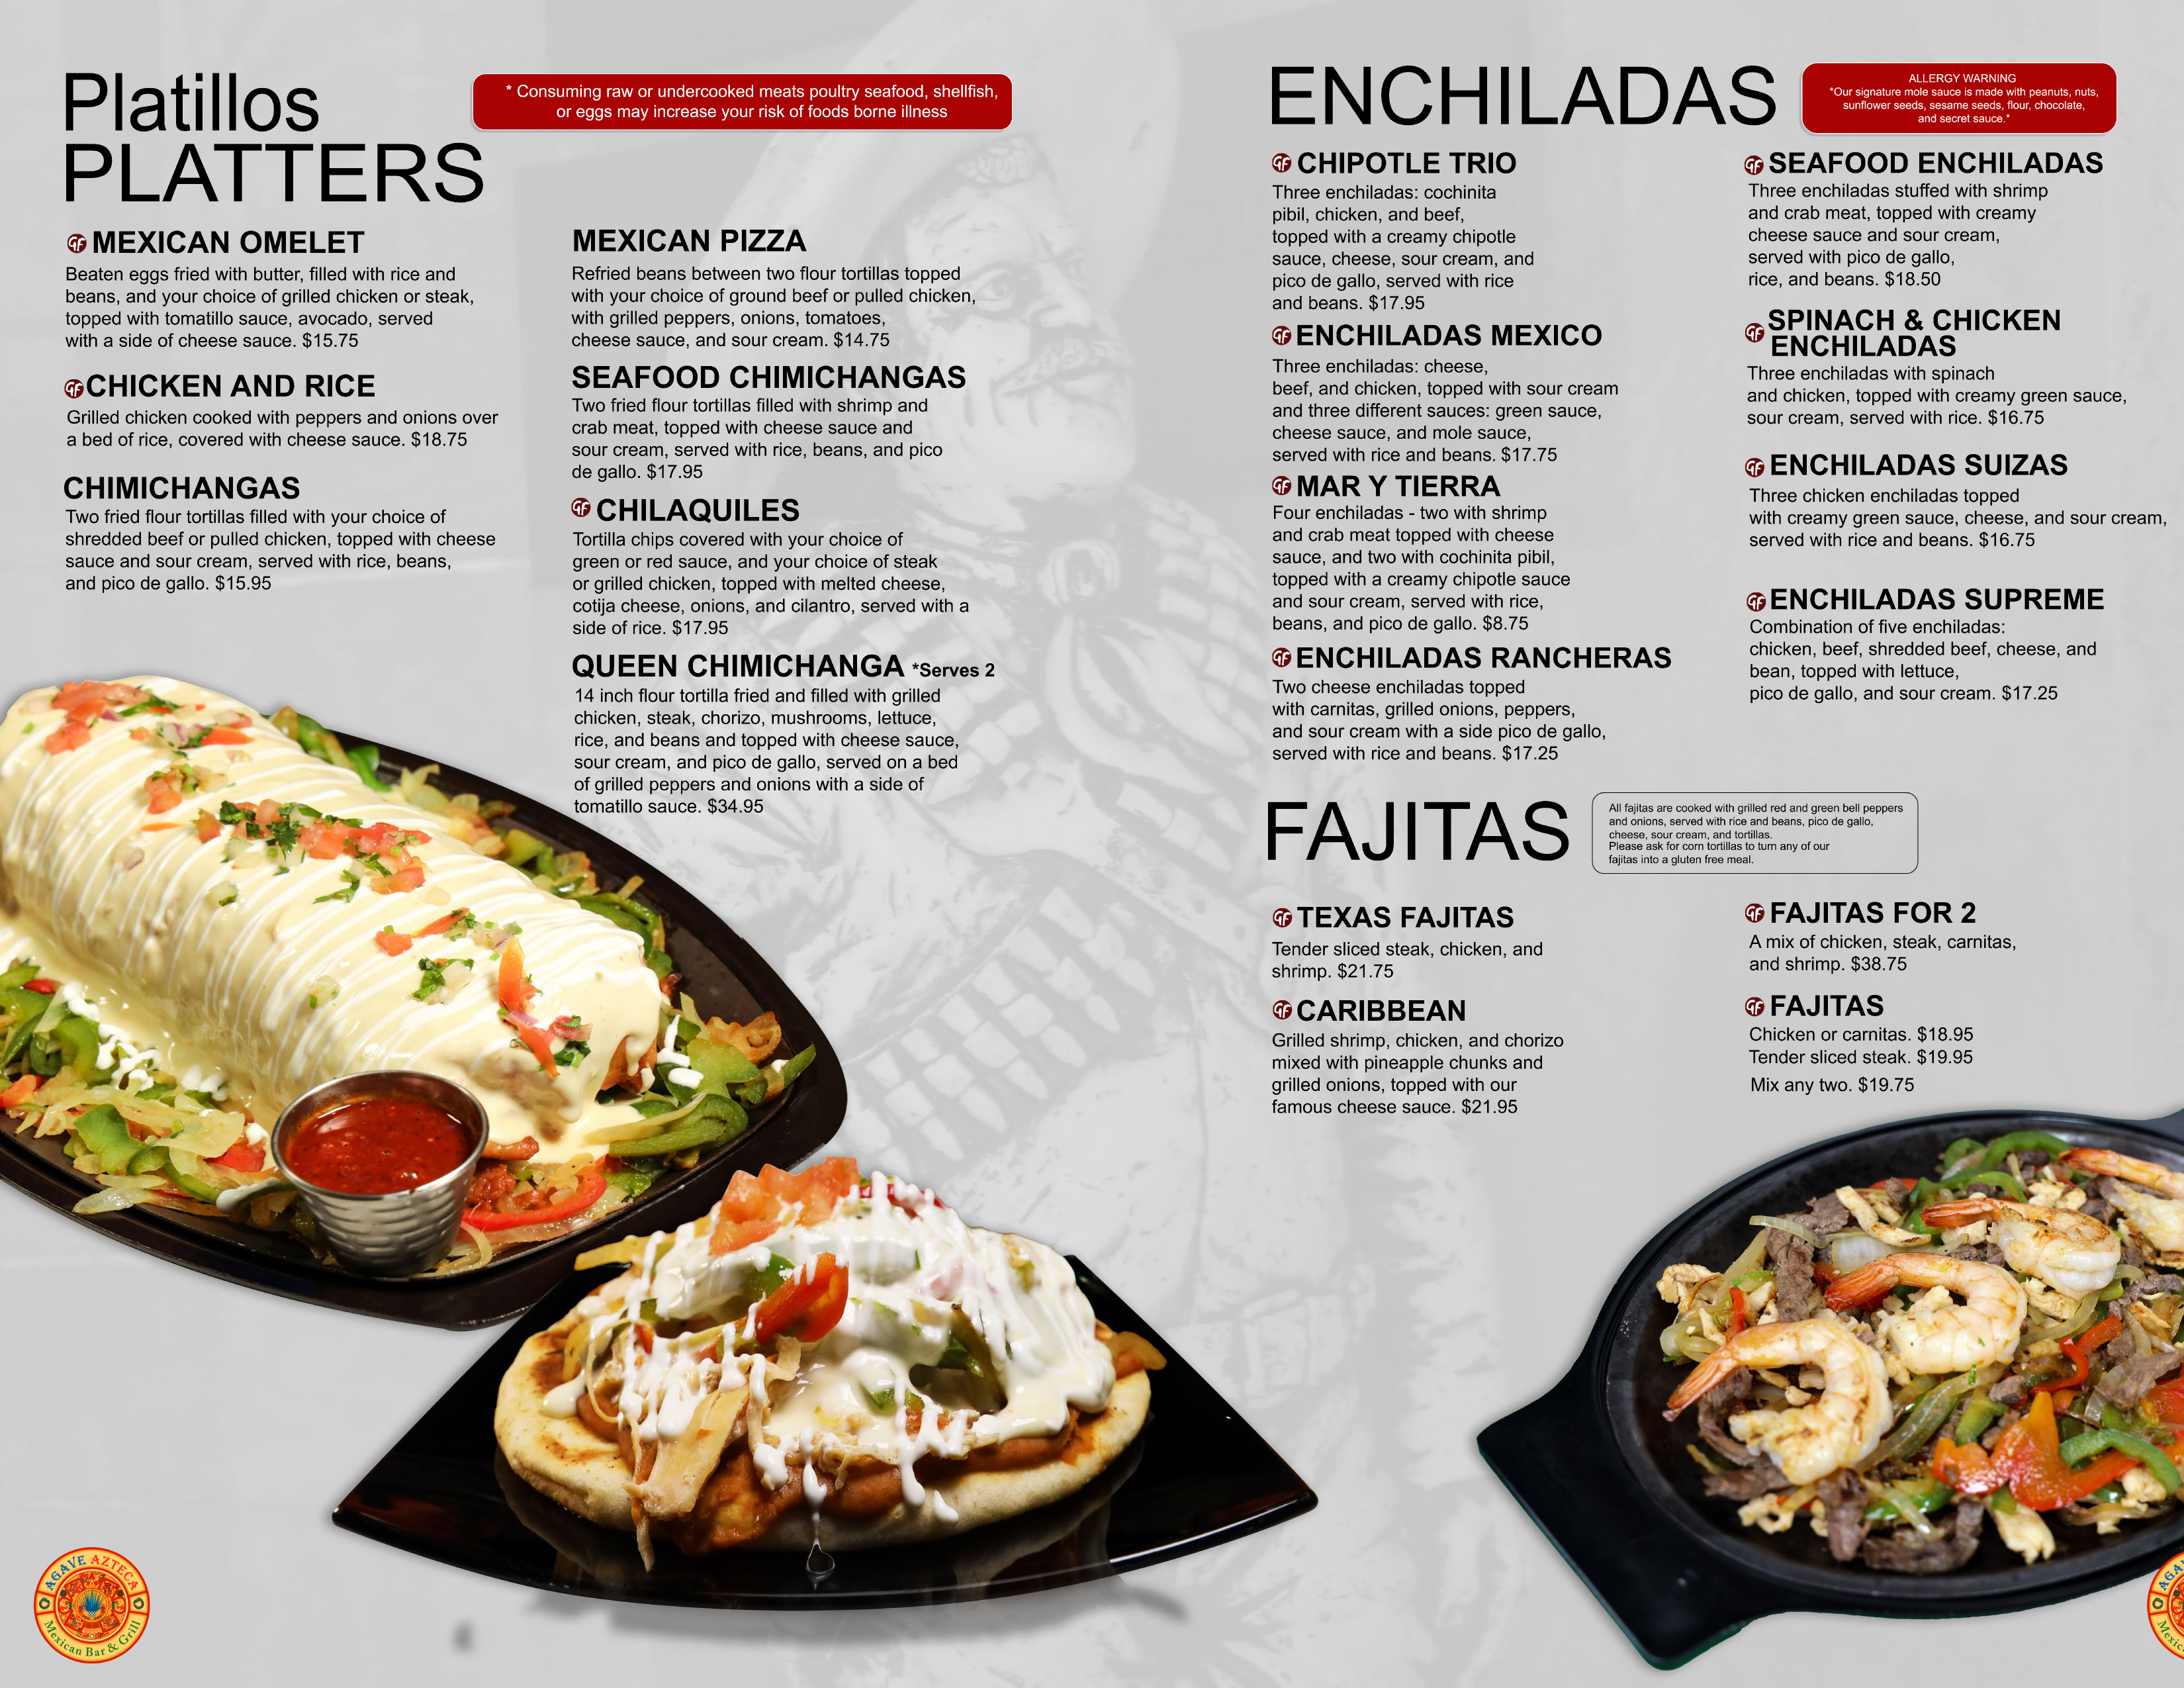 Platillos
PLATTERS
* Consuming raw or undercooked meats poultry seafood, shellfish,
or eggs may increase your risk of foods borne illness
GF MEXICAN OMELET
Beaten eggs fried with butter, filled with rice and
beans, and your choice of grilled chicken or steak,
topped with tomatillo sauce, avocado, served
with a side of cheese sauce. $15.75
GF CHICKEN AND RICE
Grilled chicken cooked with peppers and onions over
a bed of rice, covered with cheese sauce. $18.75
CHIMICHANGAS
Two fried flour tortillas filled with your choice of
shredded beef or pulled chicken, topped with cheese
sauce and sour cream, served with rice, beans,
and pico de gallo. $15.95
MEXICAN PIZZA
Refried beans between two flour tortillas topped
with your choice of ground beef or pulled chicken,
with grilled peppers, onions, tomatoes,
cheese sauce, and sour cream. $14.75
SEAFOOD CHIMICHANGAS
Two fried flour tortillas filled with shrimp and
crab meat, topped with cheese sauce and
sour cream, served with rice, beans, and pico
de gallo. $17.95
GF CHILAQUILES
Tortilla chips covered with your choice of
green or red sauce, and your choice of steak
or grilled chicken, topped with melted cheese,
cotija cheese, onions, and cilantro, served with a
side of rice. $17.95
QUEEN CHIMICHANGA *Serves 2
14 inch flour tortilla fried and filled with grilled
chicken, steak, chorizo, mushrooms, lettuce,
rice, and beans and topped with cheese sauce,
sour cream, and pico de gallo, served on a bed
of grilled peppers and onions with a side of
tomatillo sauce. $34.95
AGAVE AZTECA
Mexican Bar & Grill
ENCHILADAS
ALLERGY WARNING
*Our signature mole sauce is made with peanuts, nuts,
sunflower seeds, sesame seeds, flour, chocolate,
and secret sauce.*
GF CHIPOTLE TRIO
Three enchiladas: cochinita
pibil, chicken, and beef,
topped with a creamy chipotle
sauce, cheese, sour cream, and
pico de gallo, served with rice
and beans. $17.95
GF ENCHILADAS MEXICO
Three enchiladas: cheese,
beef, and chicken, topped with sour cream
and three different sauces: green sauce,
cheese sauce, and mole sauce,
served with rice and beans. $17.75
GF MAR Y TIERRA
Four enchiladas - two with shrimp
and crab meat topped with cheese
sauce, and two with cochinita pibil,
topped with a creamy chipotle sauce
and sour cream, served with rice,
beans, and pico de gallo. $8.75
GF ENCHILADAS RANCHERAS
Two cheese enchiladas topped
with carnitas, grilled onions, peppers,
and sour cream with a side pico de gallo,
served with rice and beans. $17.25
GF SEAFOOD ENCHILADAS
Three enchiladas stuffed with shrimp
and crab meat, topped with creamy
cheese sauce and sour cream,
served with pico de gallo,
rice, and beans. $18.50
GF SPINACH & CHICKEN
ENCHILADAS
Three enchiladas with spinach
and chicken, topped with creamy green sauce,
sour cream, served with rice. $16.75
GF ENCHILADAS SUIZAS
Three chicken enchiladas topped
with creamy green sauce, cheese, and sour cream,
served with rice and beans. $16.75
GF ENCHILADAS SUPREME
Combination of five enchiladas:
chicken, beef, shredded beef, cheese, and
bean, topped with lettuce,
pico de gallo, and sour cream. $17.25
FAJITAS
All fajitas are cooked with grilled red and green bell peppers
and onions, served with rice and beans, pico de gallo,
cheese, sour cream, and tortillas.
Please ask for corn tortillas to turn any of our
fajitas into a gluten free meal.
GF TEXAS FAJITAS
Tender sliced steak, chicken, and
shrimp. $21.75
GF CARIBBEAN
Grilled shrimp, chicken, and chorizo
mixed with pineapple chunks and
grilled onions, topped with our
famous cheese sauce. $21.95
GF FAJITAS FOR 2
A mix of chicken, steak, carnitas,
and shrimp. $38.75
GF FAJITAS
Chicken or carnitas. $18.95
Tender sliced steak. $19.95
Mix any two. $19.75